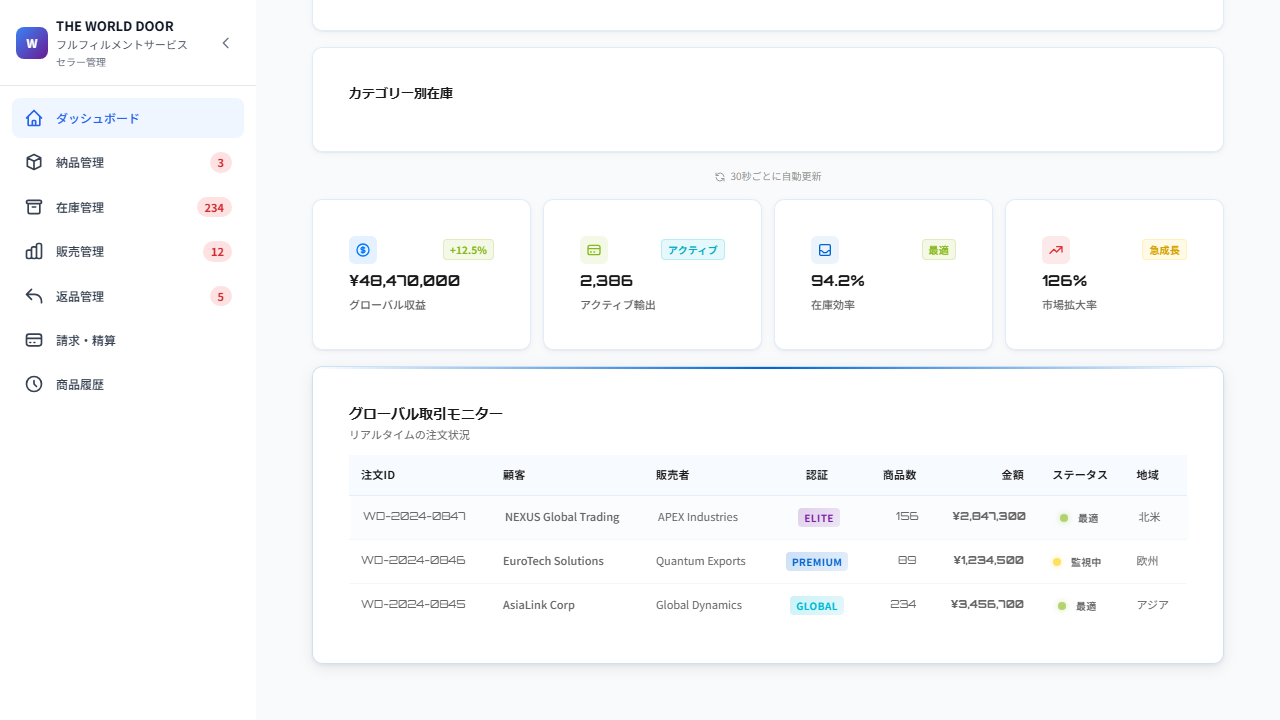 W
THE WORLD DOOR
フルフィルメントサービス
セラー管理
ダッシュボード
納品管理 3
在庫管理 234
販売管理 12
返品管理 5
請求・精算
商品履歴
カテゴリー別在庫
30秒ごとに自動更新
+12.5%
¥48,470,000
グローバル収益
アクティブ
2,386
アクティブ輸出
最適
94.2%
在庫効率
急成長
126%
市場拡大率
グローバル取引モニター
リアルタイムの注文状況
注文ID 顧客 販売者 認証 商品数 金額 ステータス 地域
WD-2024-0847 NEXUS Global Trading APEX Industries ELITE 156 ¥2,847,300 最適 北米
WD-2024-0846 EuroTech Solutions Quantum Exports PREMIUM 89 ¥1,234,500 監視中 欧州
WD-2024-0845 AsiaLink Corp Global Dynamics GLOBAL 234 ¥3,456,700 最適 アジア